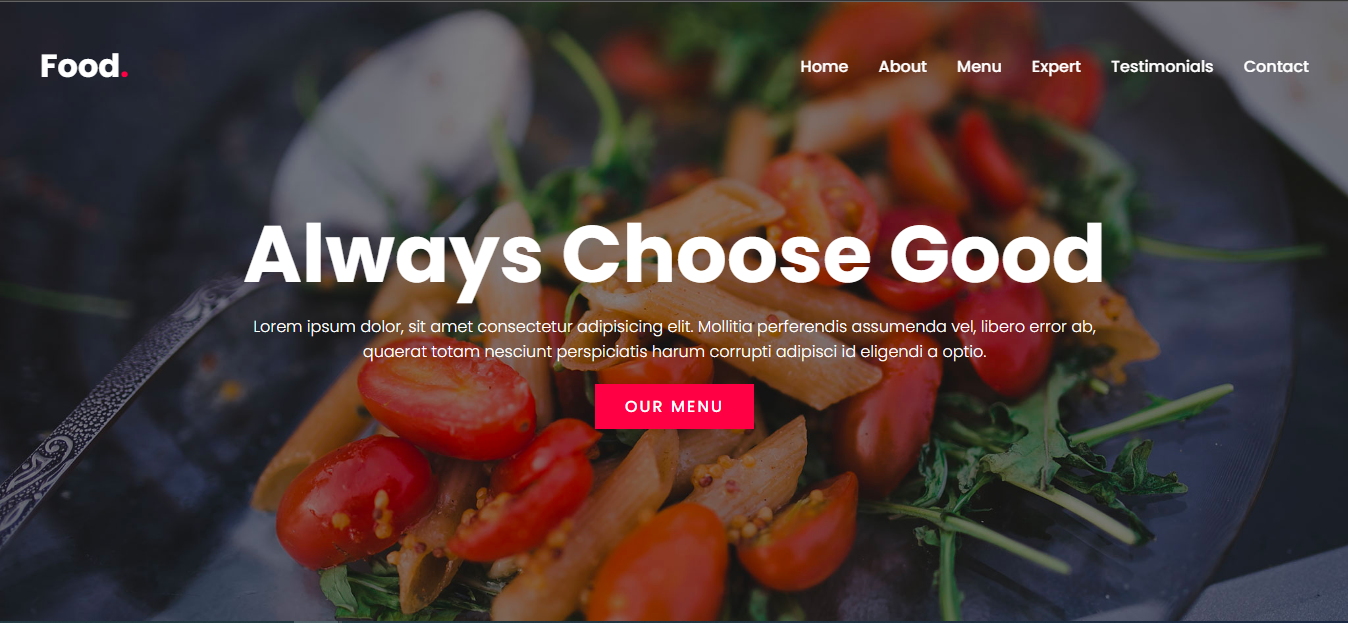 Food.
Home About Menu Expert Testimonials Contact
Always Choose Good
Lorem ipsum dolor, sit amet consectetur adipisicing elit. Mollitia perferendis assumenda vel, libero error ab,
quaerat totam nesciunt perspiciatis harum corrupti adipisci id eligendi a optio.
OUR MENU